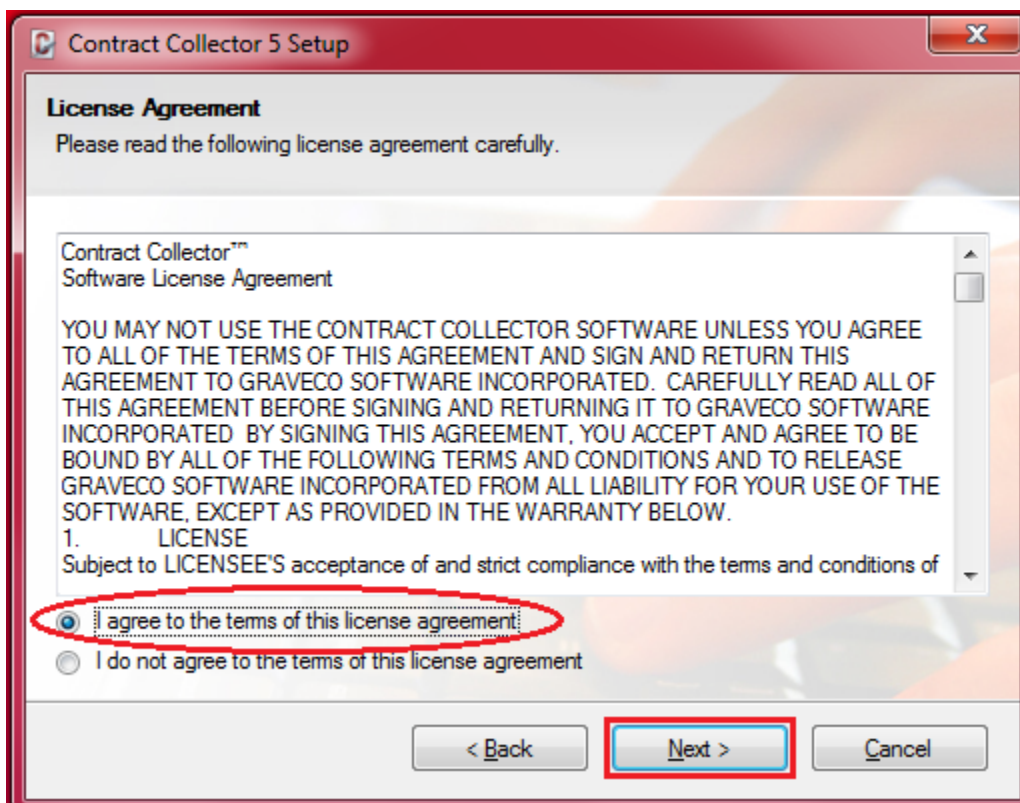 Contract Collector 5 Setup
License Agreement
Please read the following license agreement carefully.
Contract Collector™
Software License Agreement
YOU MAY NOT USE THE CONTRACT COLLECTOR SOFTWARE UNLESS YOU AGREE
TO ALL OF THE TERMS OF THIS AGREEMENT AND SIGN AND RETURN THIS
AGREEMENT TO GRAVECO SOFTWARE INCORPORATED.  CAREFULLY READ ALL OF
THIS AGREEMENT BEFORE SIGNING AND RETURNING IT TO GRAVECO SOFTWARE
INCORPORATED  BY SIGNING THIS AGREEMENT, YOU ACCEPT AND AGREE TO BE
BOUND BY ALL OF THE FOLLOWING TERMS AND CONDITIONS AND TO RELEASE
GRAVECO SOFTWARE INCORPORATED FROM ALL LIABILITY FOR YOUR USE OF THE
SOFTWARE, EXCEPT AS PROVIDED IN THE WARRANTY BELOW.
1. LICENSE
Subject to LICENSEE'S acceptance of and strict compliance with the terms and conditions of
I agree to the terms of this license agreement
I do not agree to the terms of this license agreement
< Back
Next >
Cancel